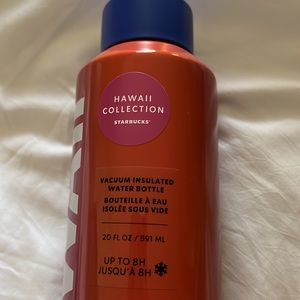 HAWAII
COLLECTION
STARBUCKS®
VACUUM INSULATED
WATER BOTTLE
BOUTEILLE À EAU
ISOLÉE SOUS VIDE
20 FL OZ / 591 ML
UP TO 8H
JUSQU'À 8H